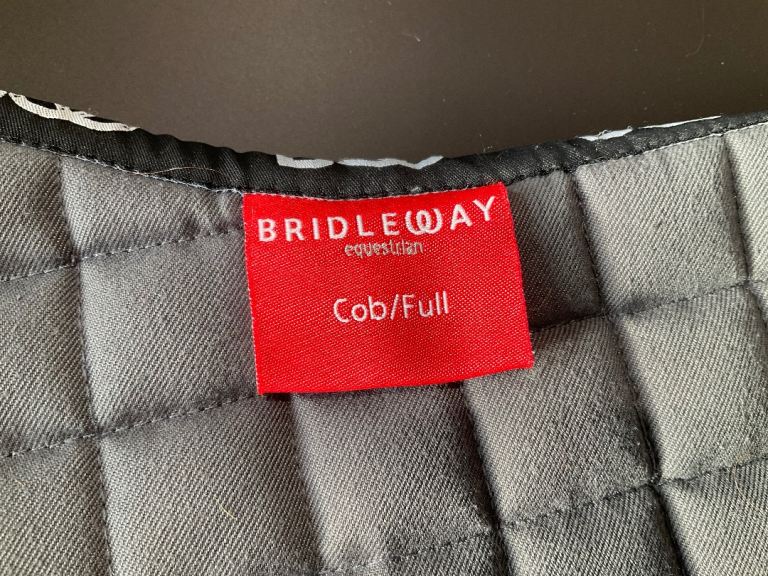 BRIDLEWAY
equestrian
Cob/Full